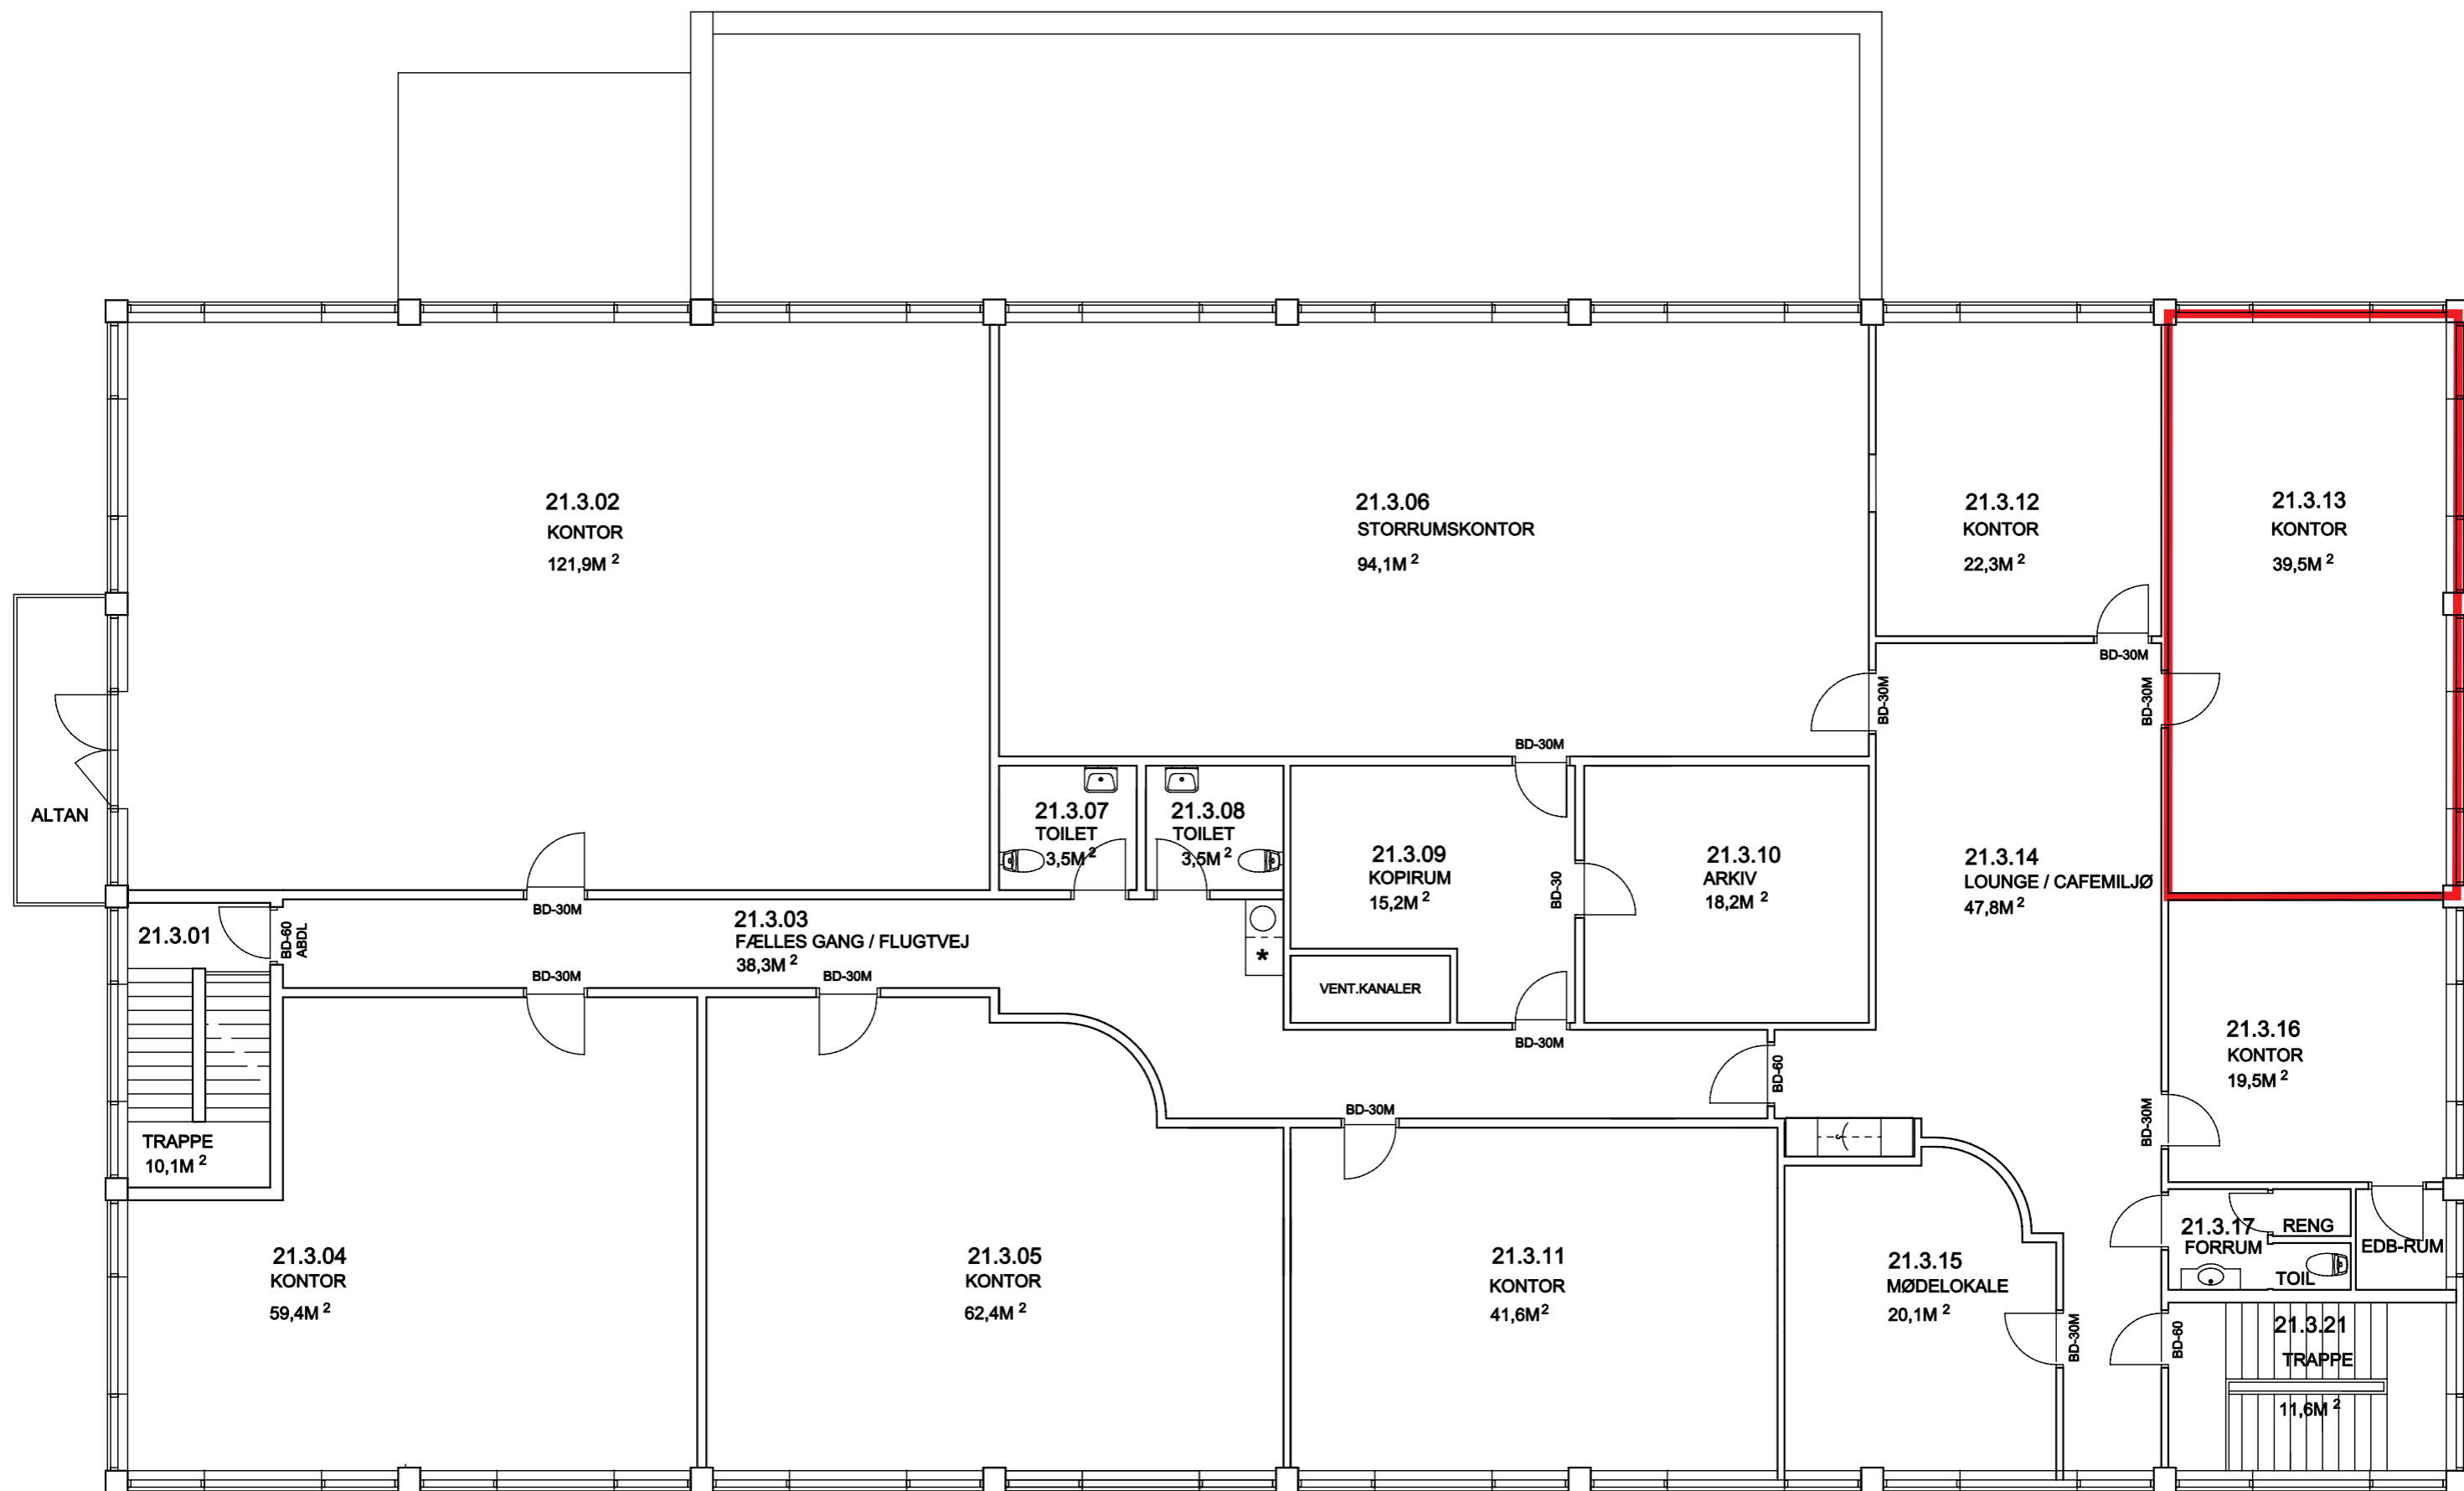 21.3.02
KONTOR
121,9M 2
21.3.06
STORRUMSKONTOR
94,1M 2
21.3.12
KONTOR
22,3M 2
21.3.13
KONTOR
39,5M 2
BD-30M
BD-30M
BD-30M
BD-30M
ALTAN
21.3.07
TOILET
3,5M 2
21.3.08
TOILET
3,5M 2
21.3.09
KOPIRUM
15,2M 2
BD-30
21.3.10
ARKIV
18,2M 2
21.3.14
LOUNGE / CAFEMILJØ
47,8M 2
21.3.01
BD-60
ABDL
BD-30M
21.3.03
FÆLLES GANG / FLUGTVEJ
38,3M 2
BD-30M
BD-30M
*
VENT.KANALER
BD-30M
BD-60
21.3.16
KONTOR
19,5M 2
BD-30M
BD-30M
TRAPPE
10,1M 2
21.3.04
KONTOR
59,4M 2
21.3.05
KONTOR
62,4M 2
21.3.11
KONTOR
41,6M 2
21.3.15
MØDELOKALE
20,1M 2
BD-30M
21.3.17
FORRUM
RENG
TOIL
EDB-RUM
BD-60
21.3.21
TRAPPE
11,6M 2